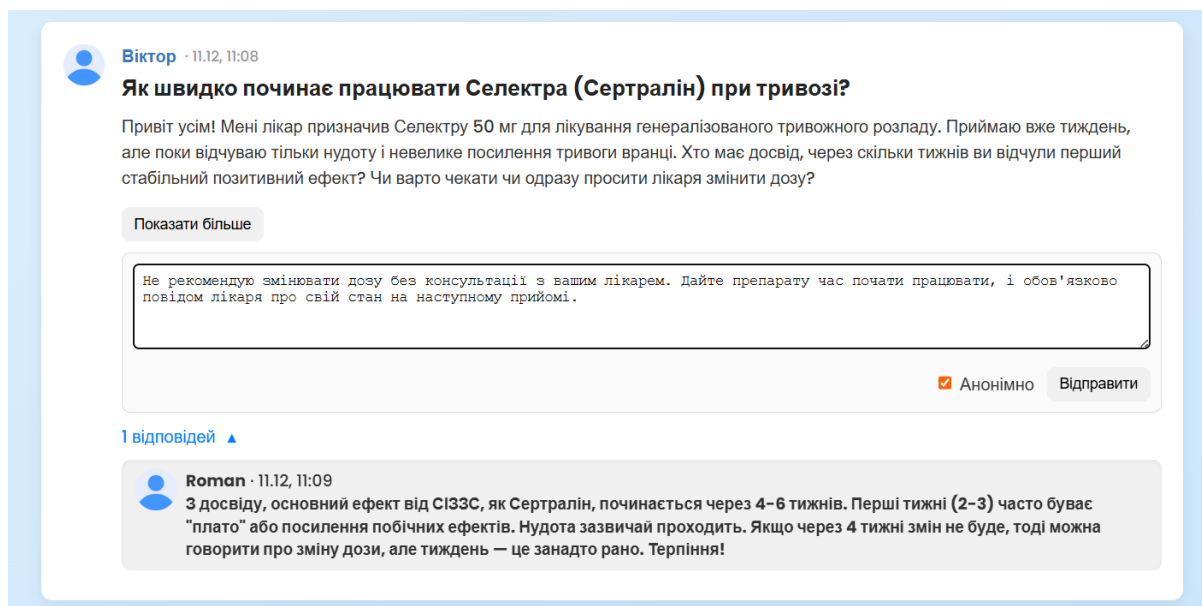 Віктор · 11.12, 11:08
Як швидко починає працювати Селектра (Сертралін) при тривозі?
Привіт усім! Мені лікар призначив Селектру 50 мг для лікування генералізованого тривожного розладу. Приймаю вже тиждень,
але поки відчуваю тільки нудоту і невелике посилення тривоги вранці. Хто має досвід, через скільки тижнів ви відчули перший
стабільний позитивний ефект? Чи варто чекати чи одразу просити лікаря змінити дозу?
Показати більше
Не рекомендую змінювати дозу без консультації з вашим лікарем. Дайте препарату час почати працювати, і обов'язково
повідом лікаря про свій стан на наступному прийомі.
Анонімно Відправити
1 відповідей ▲
Roman · 11.12, 11:09
З досвіду, основний ефект від СІЗЗС, як Сертралін, починається через 4-6 тижнів. Перші тижні (2-3) часто буває
"плато" або посилення побічних ефектів. Нудота зазвичай проходить. Якщо через 4 тижні змін не буде, тоді можна
говорити про зміну дози, але тиждень — це занадто рано. Терпіння!